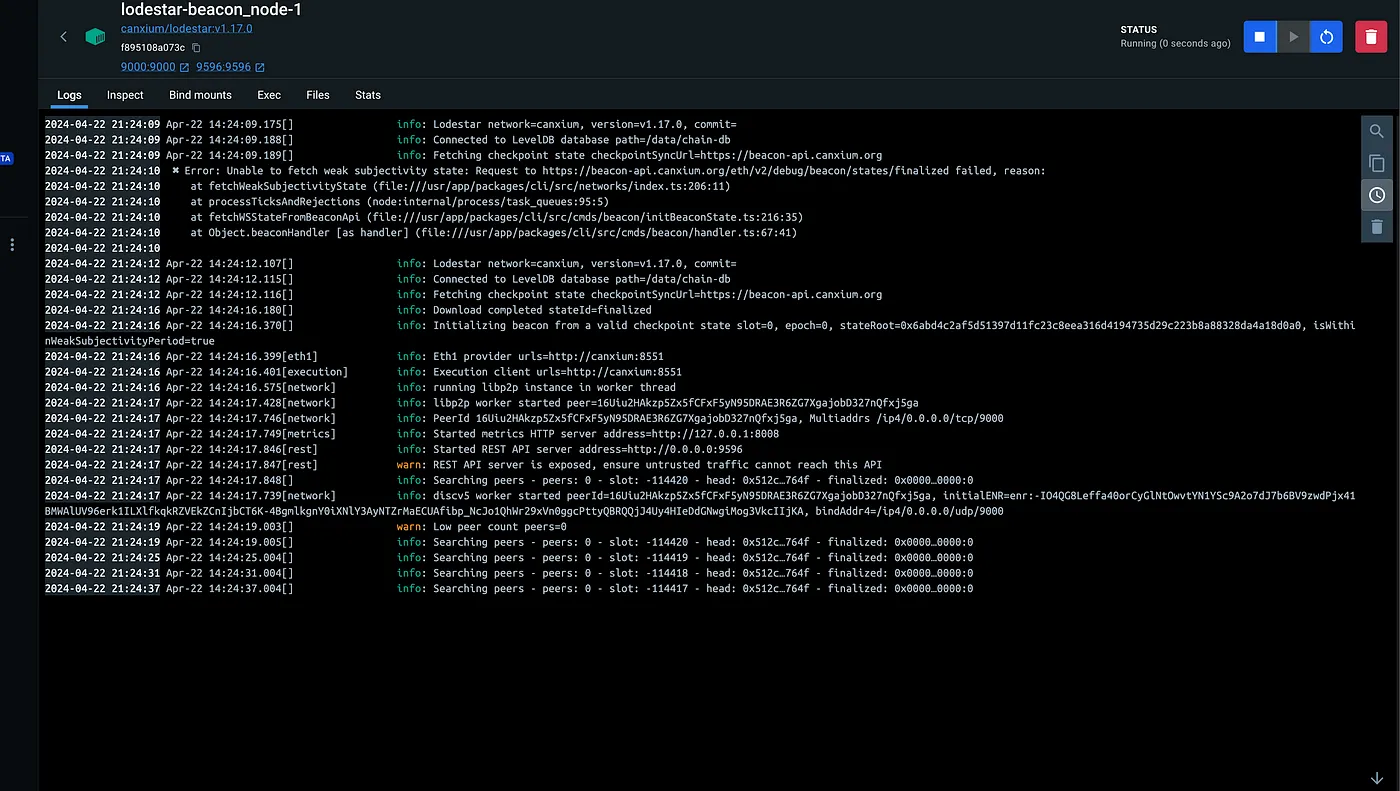 lodestar-beacon_node-1
canxium/lodestar:v1.17.0
f895108a073c
9000:9000 9596:9596
STATUS
Running (0 seconds ago)
TA
Logs Inspect Bind mounts Exec Files Stats
2024-04-22 21:24:09 Apr-22 14:24:09.175[] info: Lodestar network=canxium, version=v1.17.0, commit=
2024-04-22 21:24:09 Apr-22 14:24:09.188[] info: Connected to LevelDB database path=/data/chain-db
2024-04-22 21:24:09 Apr-22 14:24:09.189[] info: Fetching checkpoint state checkpointSyncUrl=https://beacon-api.canxium.org
2024-04-22 21:24:10 ✖ Error: Unable to fetch weak subjectivity state: Request to https://beacon-api.canxium.org/eth/v2/debug/beacon/states/finalized failed, reason:
2024-04-22 21:24:10 at fetchWeakSubjectivityState (file:///usr/app/packages/cli/src/networks/index.ts:206:11)
2024-04-22 21:24:10 at processTicksAndRejections (node:internal/process/task_queues:95:5)
2024-04-22 21:24:10 at fetchWSStateFromBeaconApi (file:///usr/app/packages/cli/src/cmds/beacon/initBeaconState.ts:216:35)
2024-04-22 21:24:10 at Object.beaconHandler [as handler] (file:///usr/app/packages/cli/src/cmds/beacon/handler.ts:67:41)
2024-04-22 21:24:10
2024-04-22 21:24:12 Apr-22 14:24:12.107[] info: Lodestar network=canxium, version=v1.17.0, commit=
2024-04-22 21:24:12 Apr-22 14:24:12.115[] info: Connected to LevelDB database path=/data/chain-db
2024-04-22 21:24:12 Apr-22 14:24:12.116[] info: Fetching checkpoint state checkpointSyncUrl=https://beacon-api.canxium.org
2024-04-22 21:24:16 Apr-22 14:24:16.180[] info: Download completed stateId=finalized
2024-04-22 21:24:16 Apr-22 14:24:16.370[] info: Initializing beacon from a valid checkpoint state slot=0, epoch=0, stateRoot=0x6abd4c2af5d51397d11fc23c8eea316d4194735d29c223b8a88328da4a18d0a0, isWithi
nWeakSubjectivityPeriod=true
2024-04-22 21:24:16 Apr-22 14:24:16.399[eth1] info: Eth1 provider urls=http://canxium:8551
2024-04-22 21:24:16 Apr-22 14:24:16.401[execution] info: Execution client urls=http://canxium:8551
2024-04-22 21:24:16 Apr-22 14:24:16.575[network] info: running libp2p instance in worker thread
2024-04-22 21:24:17 Apr-22 14:24:17.428[network] info: libp2p worker started peer=16Uiu2HAkzp5Zx5fCFxF5yN95DRAE3R6ZG7XgajobD327nQfxj5ga
2024-04-22 21:24:17 Apr-22 14:24:17.746[network] info: PeerId 16Uiu2HAkzp5Zx5fCFxF5yN95DRAE3R6ZG7XgajobD327nQfxj5ga, Multiaddrs /ip4/0.0.0.0/tcp/9000
2024-04-22 21:24:17 Apr-22 14:24:17.749[metrics] info: Started metrics HTTP server address=http://127.0.0.1:8008
2024-04-22 21:24:17 Apr-22 14:24:17.846[rest] info: Started REST API server address=http://0.0.0.0:9596
2024-04-22 21:24:17 Apr-22 14:24:17.847[rest] warn: REST API server is exposed, ensure untrusted traffic cannot reach this API
2024-04-22 21:24:17 Apr-22 14:24:17.848[] info: Searching peers - peers: 0 - slot: -114420 - head: 0x512c…764f - finalized: 0x0000…0000:0
2024-04-22 21:24:17 Apr-22 14:24:17.739[network] info: discv5 worker started peerId=16Uiu2HAkzp5Zx5fCFxF5yN95DRAE3R6ZG7XgajobD327nQfxj5ga, initialENR=enr:-IO4QG8Leffa40orCyGlNtOwvtYN1YSc9A2o7dJ7b6BV9zwdPjx41
BMWAlUV96erk1ILXlfkqkRZVEkZCnIjbCT6K-4BgmlkgnY0iXNlY3AyNTZrMaECUAfibp_NcJo1QhWr29xVn0ggcPttyQBRQQjJ4Uy4HIeDdGNwgiMog3VkcIIjKA, bindAddr4=/ip4/0.0.0.0/udp/9000
2024-04-22 21:24:19 Apr-22 14:24:19.003[] warn: Low peer count peers=0
2024-04-22 21:24:19 Apr-22 14:24:19.005[] info: Searching peers - peers: 0 - slot: -114420 - head: 0x512c…764f - finalized: 0x0000…0000:0
2024-04-22 21:24:25 Apr-22 14:24:25.004[] info: Searching peers - peers: 0 - slot: -114419 - head: 0x512c…764f - finalized: 0x0000…0000:0
2024-04-22 21:24:31 Apr-22 14:24:31.004[] info: Searching peers - peers: 0 - slot: -114418 - head: 0x512c…764f - finalized: 0x0000…0000:0
2024-04-22 21:24:37 Apr-22 14:24:37.004[] info: Searching peers - peers: 0 - slot: -114417 - head: 0x512c…764f - finalized: 0x0000…0000:0